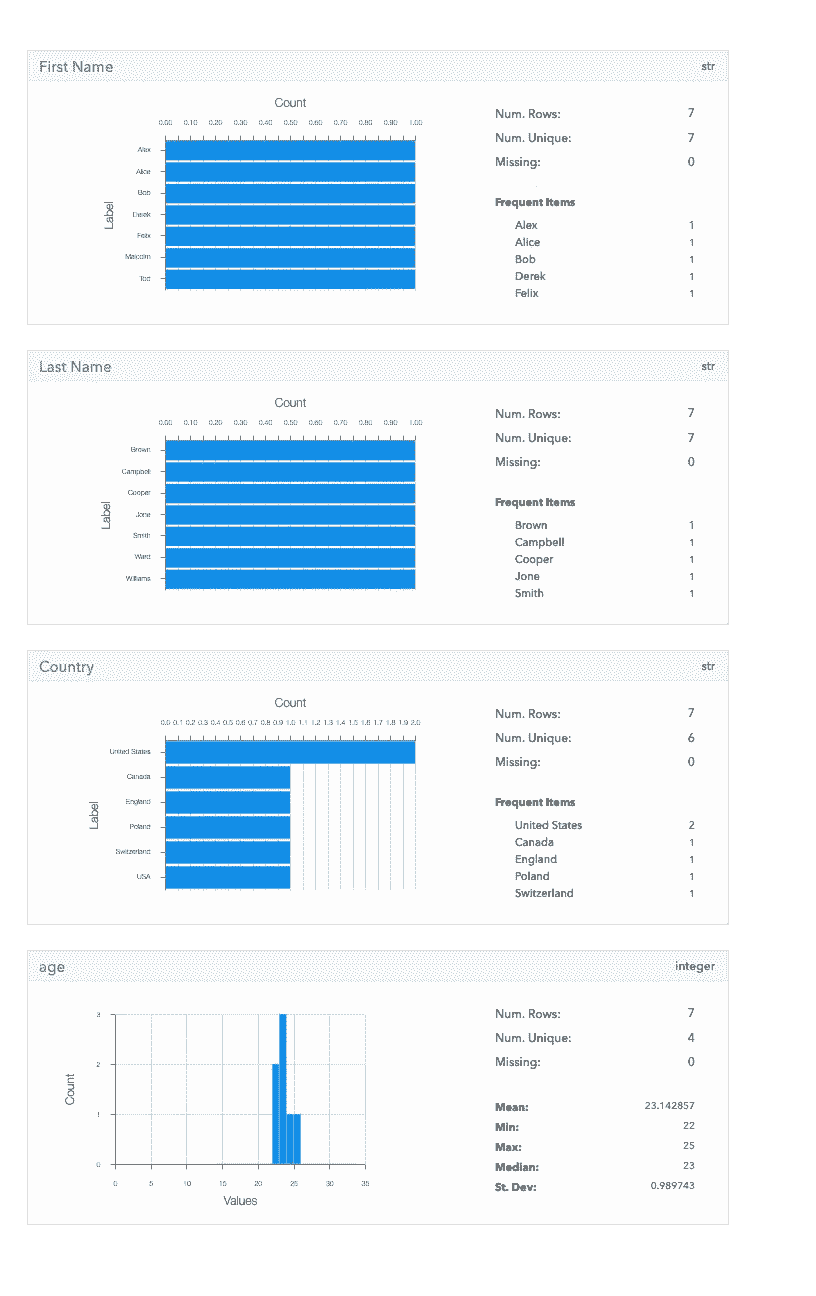 First Name str
Count
0.00 0.10 0.20 0.30 0.40 0.50 0.60 0.70 0.80 0.90 1.00
Label
Alex
Alice
Bob
Derek
Felix
Malcolm
Tod
Num. Rows: 7
Num. Unique: 7
Missing: 0
Frequent Items
Alex 1
Alice 1
Bob 1
Derek 1
Felix 1
Last Name str
Count
0.00 0.10 0.20 0.30 0.40 0.50 0.60 0.70 0.80 0.90 1.00
Label
Brown
Campbell
Cooper
Jone
Smith
Ward
Williams
Num. Rows: 7
Num. Unique: 7
Missing: 0
Frequent Items
Brown 1
Campbell 1
Cooper 1
Jone 1
Smith 1
Country str
Count
0.0 0.1 0.2 0.3 0.4 0.5 0.6 0.7 0.8 0.9 1.0 1.1 1.2 1.3 1.4 1.5 1.6 1.7 1.8 1.9 2.0
Label
United States
Canada
England
Poland
Switzerland
USA
Num. Rows: 7
Num. Unique: 6
Missing: 0
Frequent Items
United States 2
Canada 1
England 1
Poland 1
Switzerland 1
age integer
Count
3
2
1
0
0 5 10 15 20 25 30 35
Values
Num. Rows: 7
Num. Unique: 4
Missing: 0
Mean: 23.142857
Min: 22
Max: 25
Median: 23
St. Dev: 0.989743